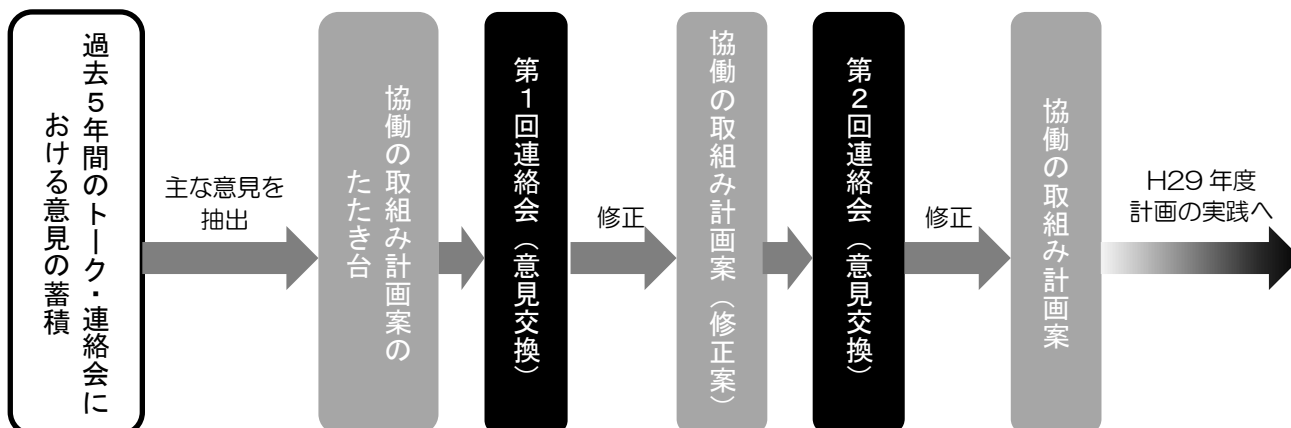 過去５年間のトーク・連絡会に
おける意見の蓄積
主な意見を
抽出
協働の取組み計画案の
たたき台
第１回連絡会（意見交換）
修正
協働の取組み計画案（修正案）
第２回連絡会（意見交換）
修正
協働の取組み計画案
H29 年度
計画の実践へ